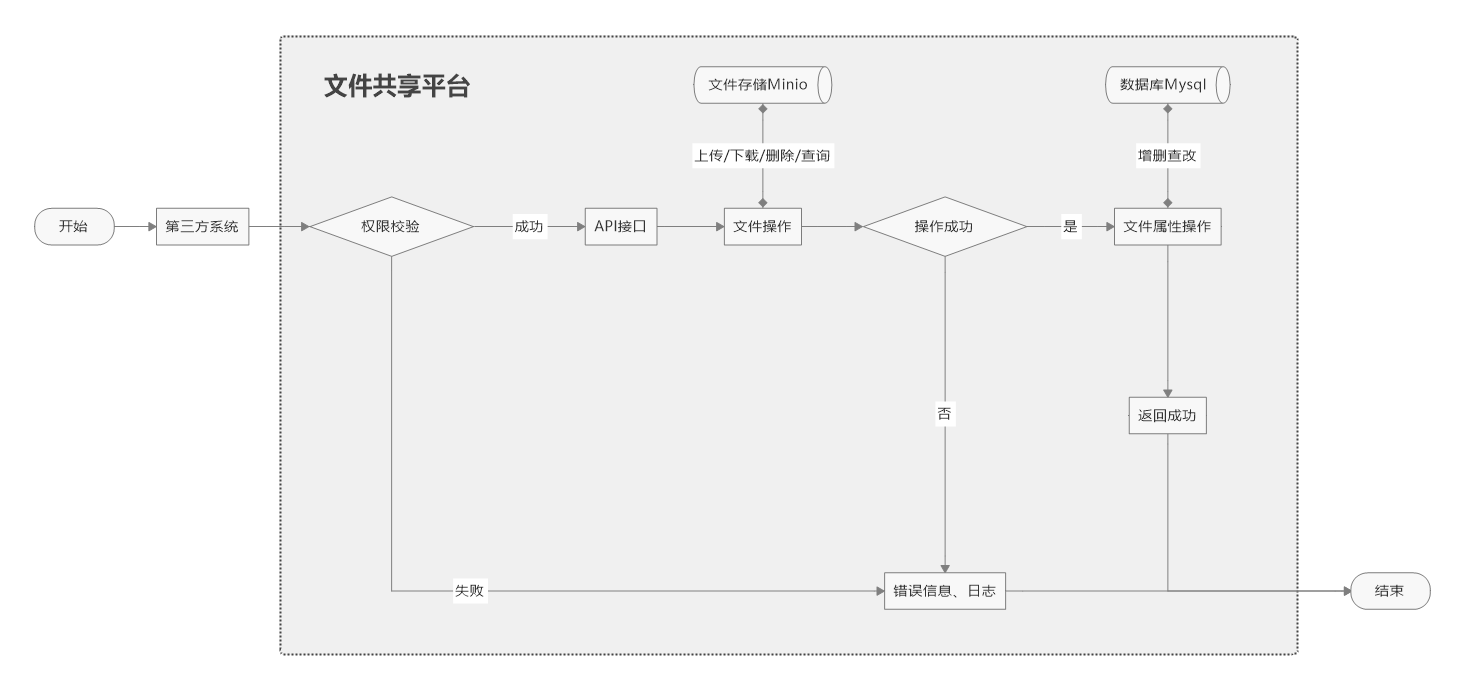 文件共享平台
文件存储Minio
数据库Mysql
上传/下载/删除/查询
增删查改
开始
第三方系统
权限校验
成功
API接口
文件操作
操作成功
是
文件属性操作
否
返回成功
失败
错误信息、日志
结束